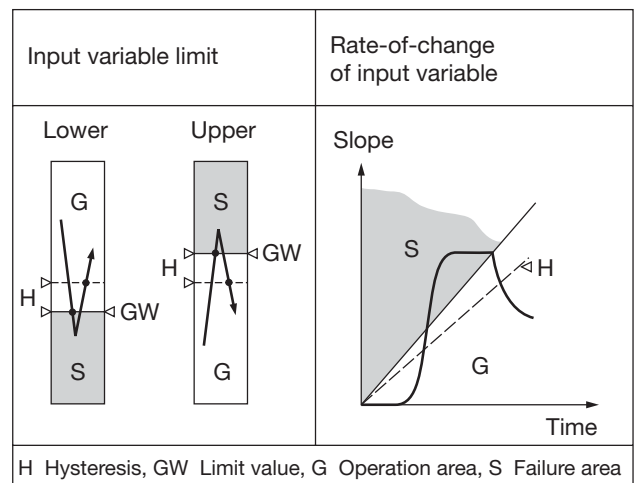 Input variable limit
Rate-of-change
of input variable
Lower
Upper
G
S
H
GW
S
H
GW
G
Slope
S
H
G
Time
H Hysteresis, GW Limit value, G Operation area, S Failure area